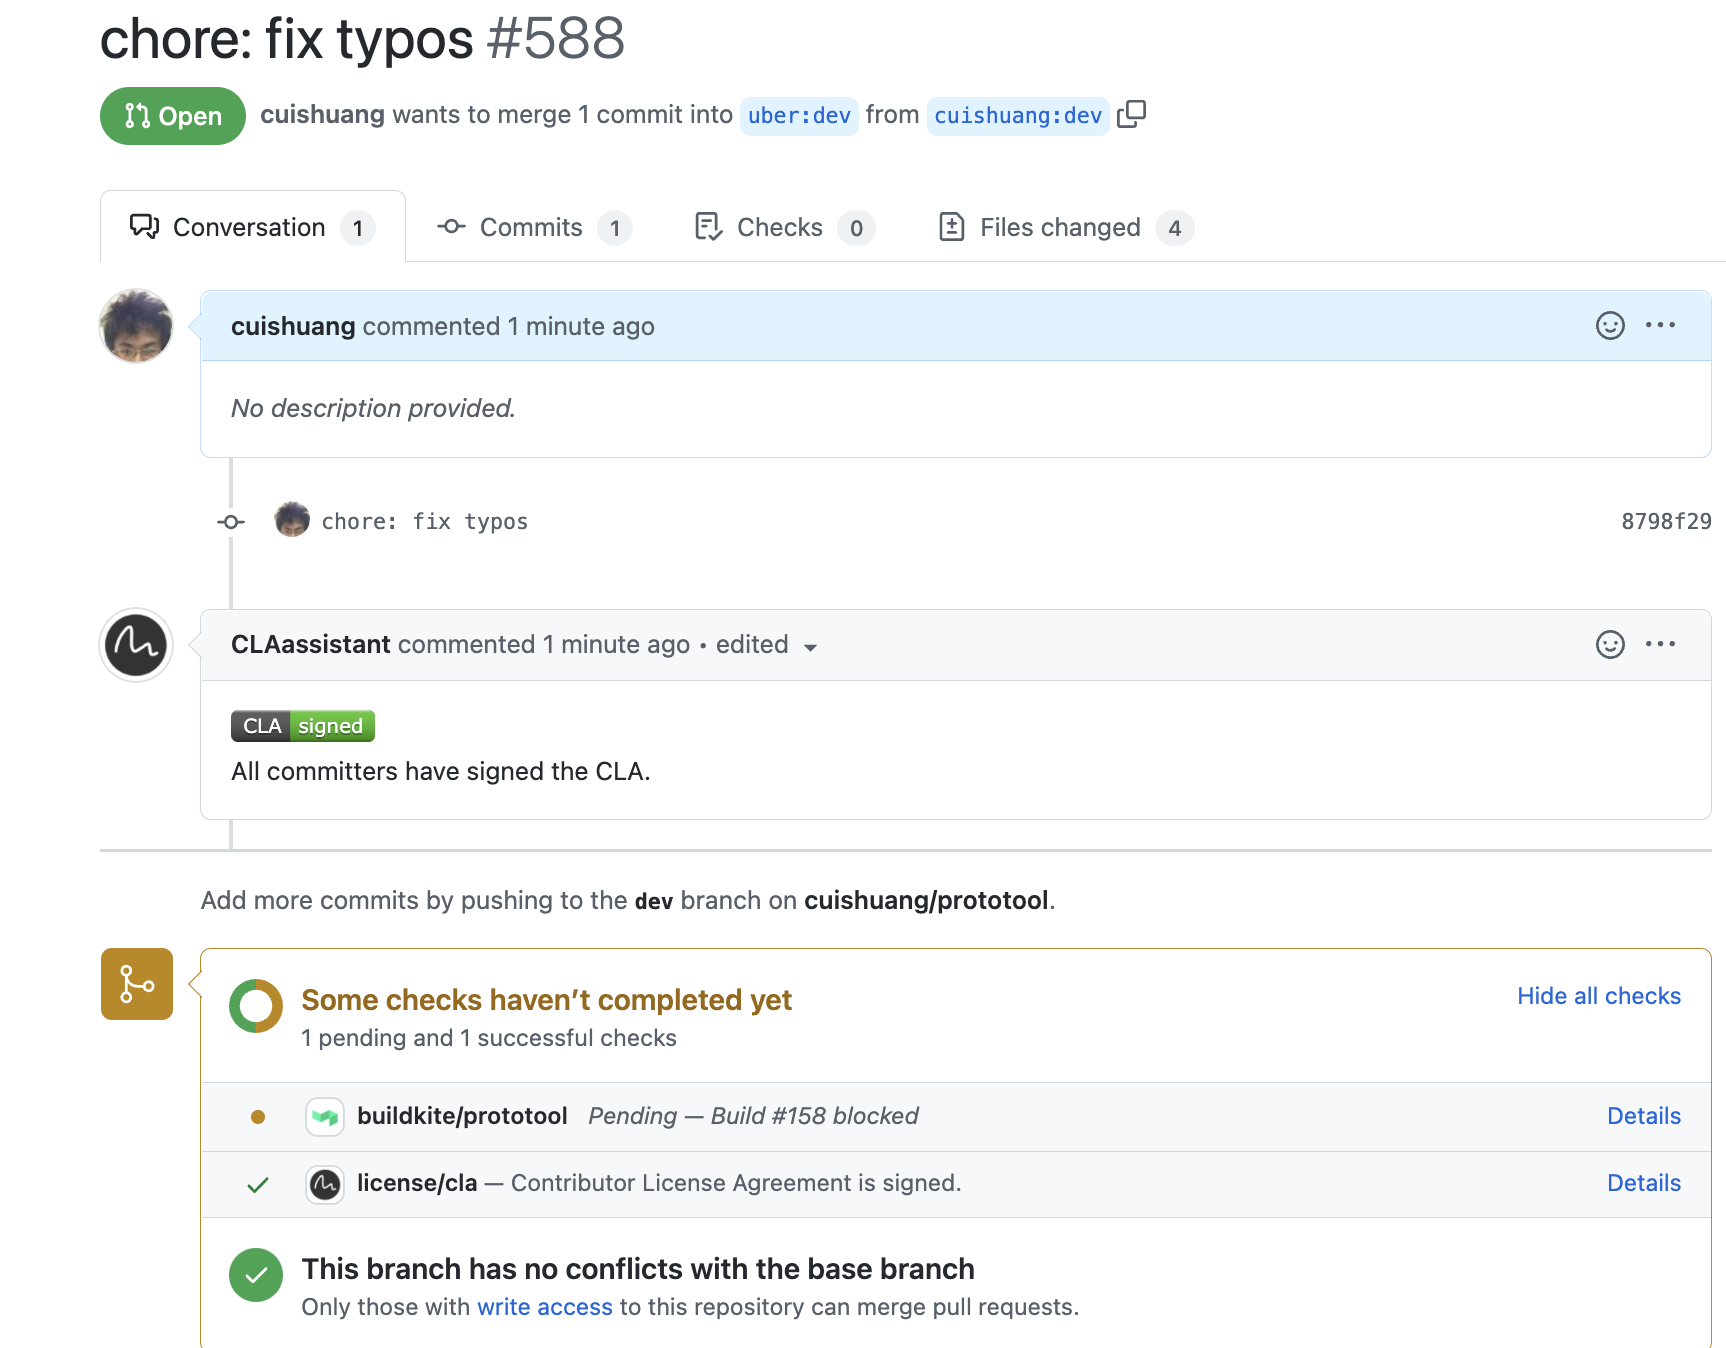 chore: fix typos #588
Open cuishuang wants to merge 1 commit into uber:dev from cuishuang:dev
Conversation 1 Commits 1 Checks 0 Files changed 4
cuishuang commented 1 minute ago
No description provided.
chore: fix typos 8798f29
CLAassistant commented 1 minute ago • edited
CLA signed
All committers have signed the CLA.
Add more commits by pushing to the dev branch on cuishuang/prototool.
Some checks haven’t completed yet Hide all checks
1 pending and 1 successful checks
buildkite/prototool Pending — Build #158 blocked Details
license/cla — Contributor License Agreement is signed. Details
This branch has no conflicts with the base branch
Only those with write access to this repository can merge pull requests.